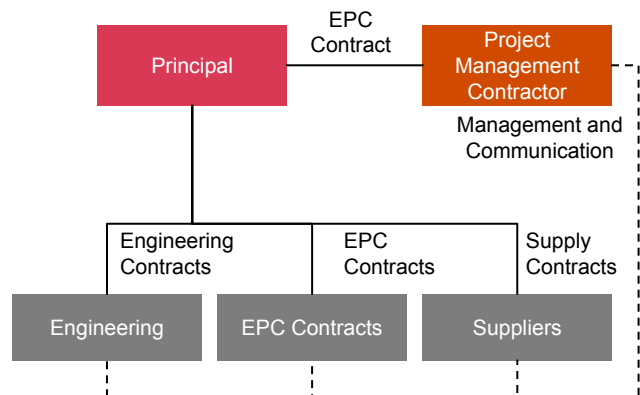 EPC
Contract
Principal
Project
Management
Contractor
Management and
Communication
Engineering
Contracts
EPC
Contracts
Supply
Contracts
Engineering
EPC Contracts
Suppliers